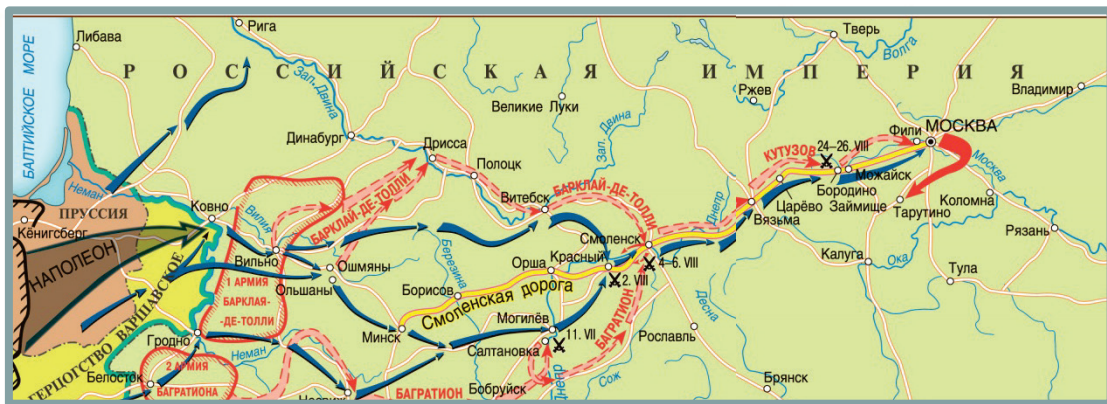 Рига
Тверь
Либава
Волга
БАЛТИЙСКОЕ МОРЕ
РОССИЙСКАЯ ИМПЕРИЯ
Зап. Двина
Великие Луки
Ржев
Владимир
Динабург
Дрисса
Зап. Двина
Фили
МОСКВА
24–26. VIII
КУТУЗОВ
Полоцк
Москва
Можайск
Неман
Витебск
БАРКЛАЙ-ДЕ-ТОЛЛИ
БАРКЛАЙ-ДЕ-ТОЛЛИ
Бородино
Царёво Займище
Коломна
Тарутино
ПРУССИЯ
Ковно
Вилия
Днепр
Вязьма
Кёнигсберг
Рязань
НАПОЛЕОН
Вильно
Смоленск
Ошмяны
Березина
Орша
Красный
4–6. VIII
Калуга
Ока
Тула
1 АРМИЯ
БАРКЛАЯ-
-ДЕ-ТОЛЛИ
Ольшаны
Борисов
Смоленская дорога
2. VIII
Десна
ГЕРЦОГСТВО ВАРШАВСКОЕ
Минск
Могилёв
11. VII
БАГРАТИОН
Рославль
Гродно
Неман
Салтановка
Белосток
2 АРМИЯ
БАГРАТИОНА
БАГРАТИОН
Бобруйск
Днепр
Сож
Брянск